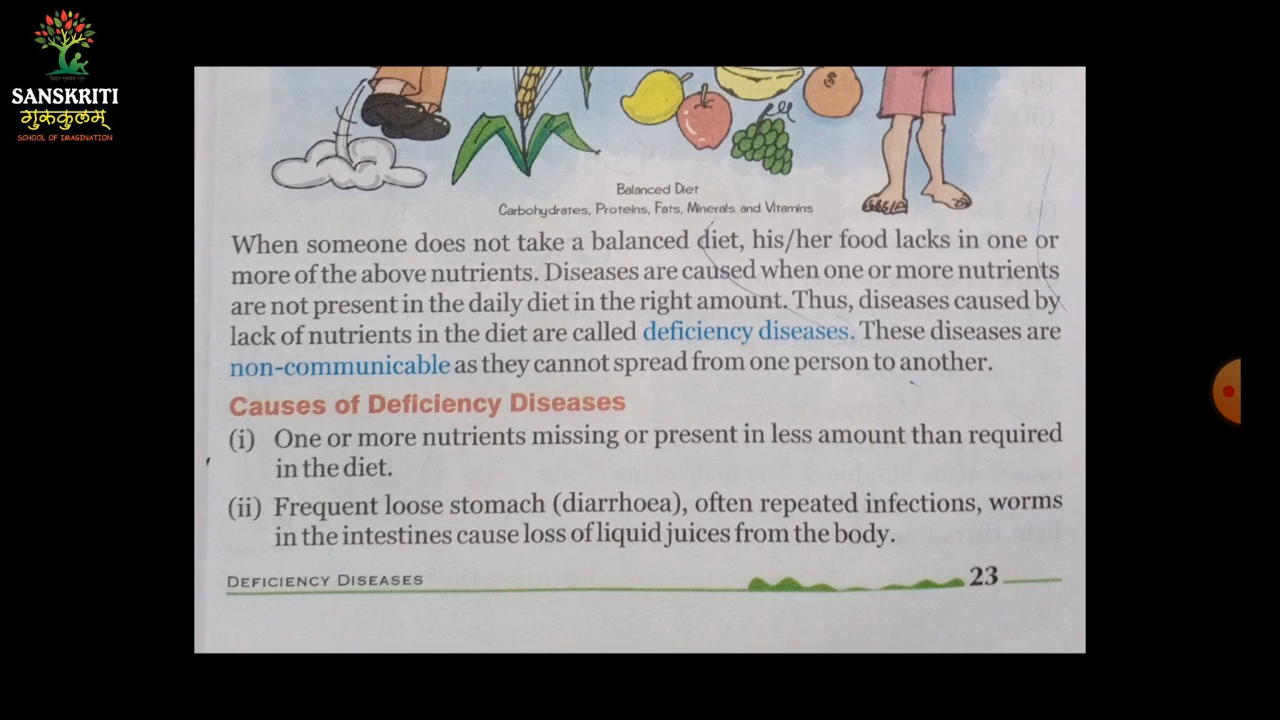 SANSKRITI
गुरुकुलम्
SCHOOL OF IMAGINATION
Balanced Diet
Carbohydrates, Proteins, Fats, Minerals and Vitamins
When someone does not take a balanced diet, his/her food lacks in one or
more of the above nutrients. Diseases are caused when one or more nutrients
are not present in the daily diet in the right amount. Thus, diseases caused by
lack of nutrients in the diet are called deficiency diseases. These diseases are
non-communicable as they cannot spread from one person to another.
Causes of Deficiency Diseases
(i) One or more nutrients missing or present in less amount than required
in the diet.
(ii) Frequent loose stomach (diarrhoea), often repeated infections, worms
in the intestines cause loss of liquid juices from the body.
DEFICIENCY DISEASES 23